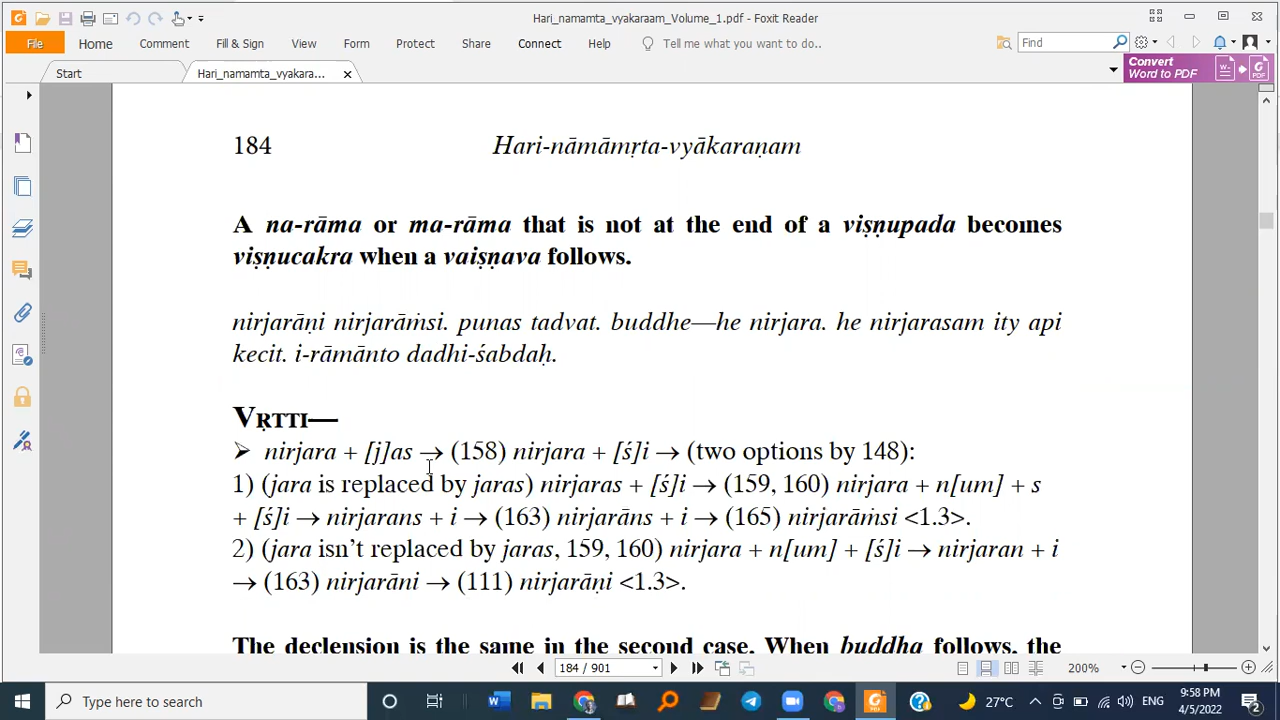 Hari_namamta_vyakaraam_Volume_1.pdf - Foxit Reader
File Home Comment Fill & Sign View Form Protect Share Connect Help Tell me what you want to do.. Find
Start Hari_namamta_vyakara... Convert
Word to PDF
184 Hari-nāmāmṛta-vyākaraṇam
A na-rāma or ma-rāma that is not at the end of a viṣṇupada becomes
viṣṇucakra when a vaiṣṇava follows.
nirjarāṇi nirjarāṁsi. punas tadvat. buddhe—he nirjara. he nirjarasam ity api
kecit. i-rāmānto dadhi-śabdaḥ.
VṚTTI—
➢ nirjara + [j]as → (158) nirjara + [ś]i → (two options by 148):
1) (jara is replaced by jaras) nirjaras + [ś]i → (159, 160) nirjara + n[um] + s
+ [ś]i → nirjarans + i → (163) nirjarāns + i → (165) nirjarāṁsi <1.3>.
2) (jara isn’t replaced by jaras, 159, 160) nirjara + n[um] + [ś]i → nirjaran + i
→ (163) nirjarāni → (111) nirjarāṇi <1.3>.
The declension is the same in the second case. When buddha follows, the
184 / 901 200%
Type here to search 27°C ENG 9:58 PM
4/5/2022 2